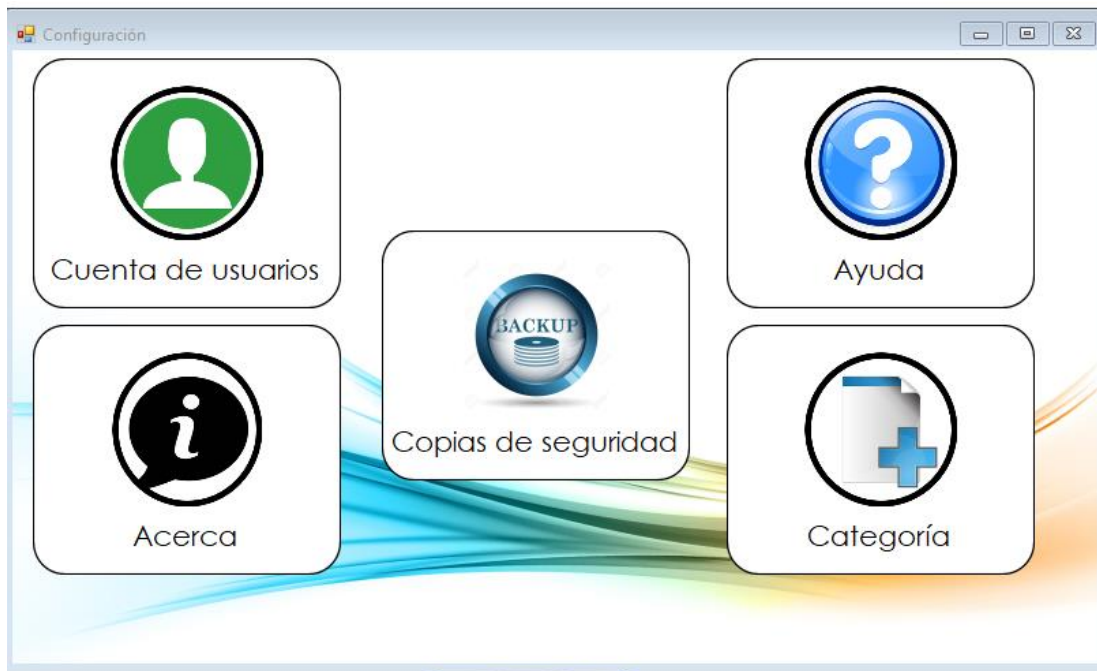 Configuración
Cuenta de usuarios
Ayuda
BACKUP
Copias de seguridad
Acerca
Categoría